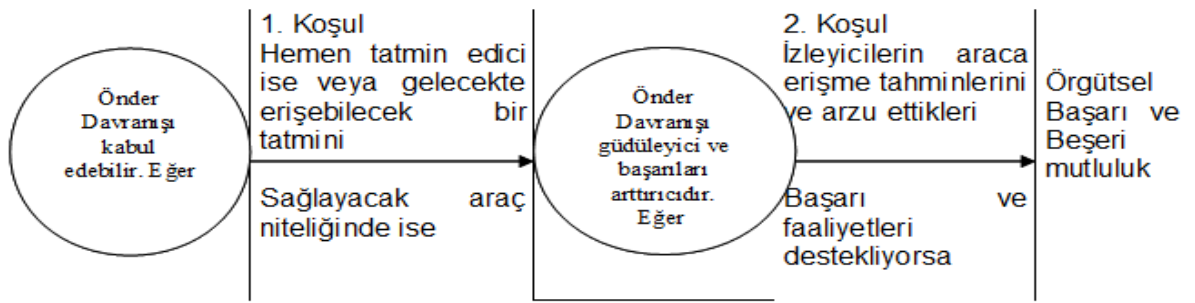 Önder
Davranışı
kabul
edebilir. Eğer
1. Koşul
Hemen tatmin edici
ise veya gelecekte
erişebilecek bir
tatmini
Sağlayacak araç
niteliğinde ise
Önder
Davranışı
güdüleyici ve
başarıları
arttırıcıdır.
Eğer
2. Koşul
İzleyicilerin araca
erişme tahminlerini
ve arzu ettikleri
Başarı ve
faaliyetleri
destekliyorsa
Örgütsel
Başarı ve
Beşeri
mutluluk